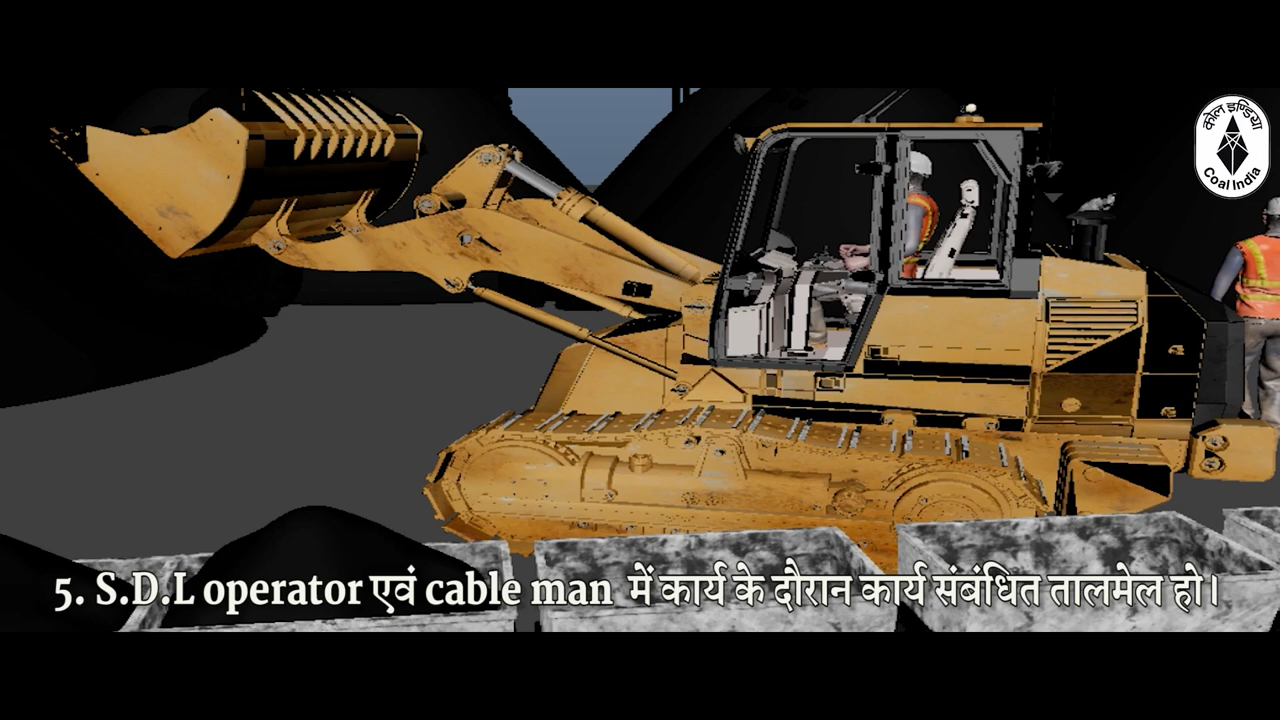 कोल इण्डिया
Coal India
5. S.D.L operator एवं cable man में कार्य के दौरान कार्य संबंधित तालमेल हो।